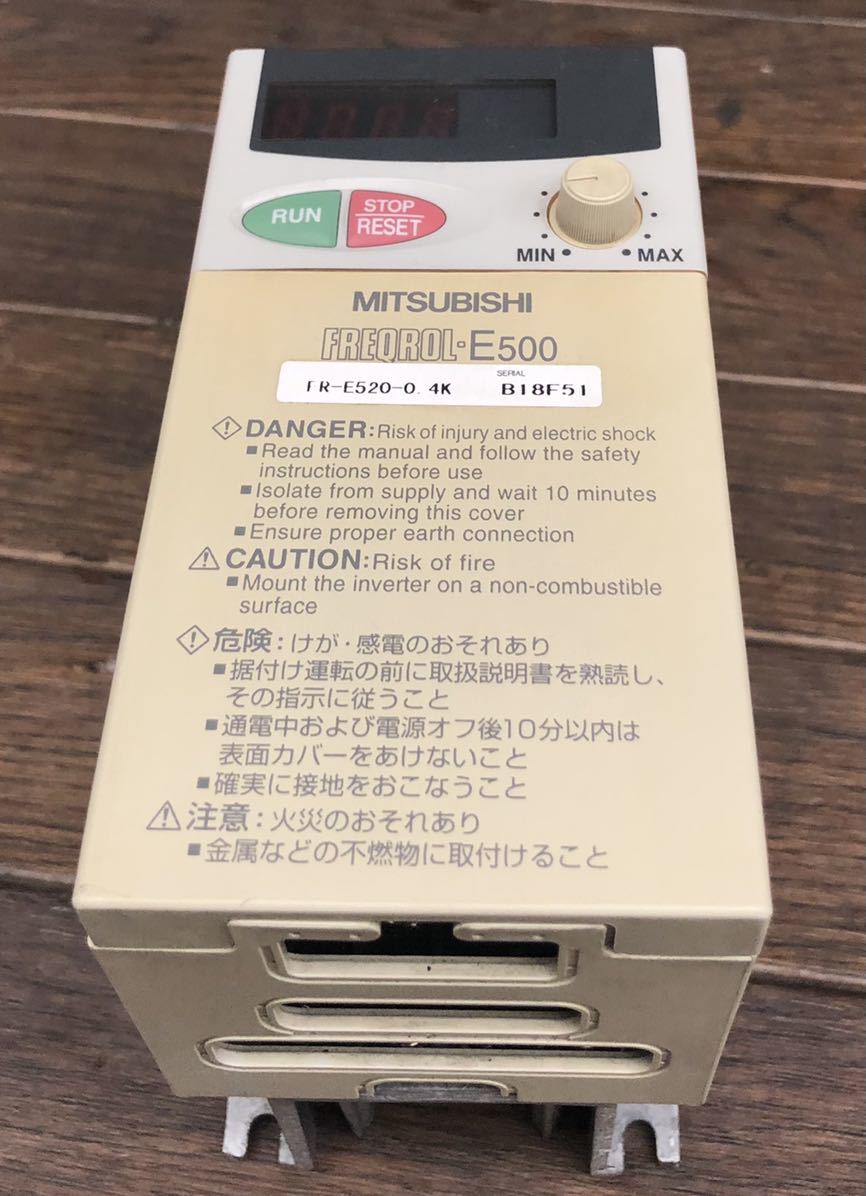 RUN
STOP
RESET
MIN
MAX
MITSUBISHI
FREQROL-E500
SERIAL
FR-E520-0.4K B18F51
DANGER:Risk of injury and electric shock
■Read the manual and follow the safety
instructions before use
■Isolate from supply and wait 10 minutes
before removing this cover
■Ensure proper earth connection
CAUTION:Risk of fire
■Mount the inverter on a non-combustible
surface
危険:けが・感電のおそれあり
■据付け運転の前に取扱説明書を熟読し、
その指示に従うこと
■通電中および電源オフ後10分以内は
表面カバーをあけないこと
■確実に接地をおこなうこと
注意:火災のおそれあり
■金属などの不燃物に取付けること